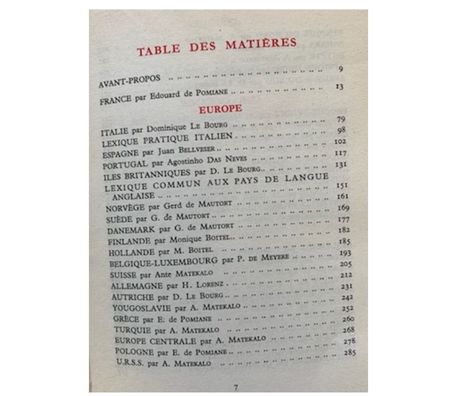 TABLE DES MATIÈRES
AVANT-PROPOS .. .. .. .. .. .. .. .. .. .. 9
FRANCE par Edouard de POMIANE .. .. .. .. .. .. .. 13
EUROPE
ITALIE par Dominique LE BOURG .. .. .. .. .. .. .. 79
LEXIQUE PRATIQUE ITALIEN .. .. .. .. .. .. .. 98
ESPAGNE par Juan BELLVESER .. .. .. .. .. .. .. 102
PORTUGAL par Agostinho DAS NEVES .. .. .. .. .. .. 117
ILES BRITANNIQUES par D. LE BOURG .. .. .. .. .. .. 131
LEXIQUE COMMUN AUX PAYS DE LANGUE
ANGLAISE .. .. .. .. .. .. .. .. .. .. 151
NORVÈGE par Gerd de MAUTORT .. .. .. .. .. .. .. 161
SUÈDE par G. de MAUTORT .. .. .. .. .. .. .. 169
DANEMARK par G. de MAUTORT .. .. .. .. .. .. .. 177
FINLANDE par Monique BOITEL .. .. .. .. .. .. .. 182
HOLLANDE par M. BOITEL .. .. .. .. .. .. .. 185
BELGIQUE-LUXEMBOURG par P. DE MEYERE .. .. .. .. 193
SUISSE par Ante MATEKALO .. .. .. .. .. .. .. 205
ALLEMAGNE par H. LORENZ .. .. .. .. .. .. .. 212
AUTRICHE par D. LE BOURG .. .. .. .. .. .. .. 231
YOUGOSLAVIE par A. MATEKALO .. .. .. .. .. .. 242
GRÈCE par E. de POMIANE .. .. .. .. .. .. .. 260
TURQUIE par A. MATEKALO .. .. .. .. .. .. .. 268
EUROPE CENTRALE par A. MATEKALO .. .. .. .. .. 278
POLOGNE par E. de POMIANE .. .. .. .. .. .. .. 252
U.R.S.S. par A. MATEKALO .. .. .. .. .. .. .. 285
7